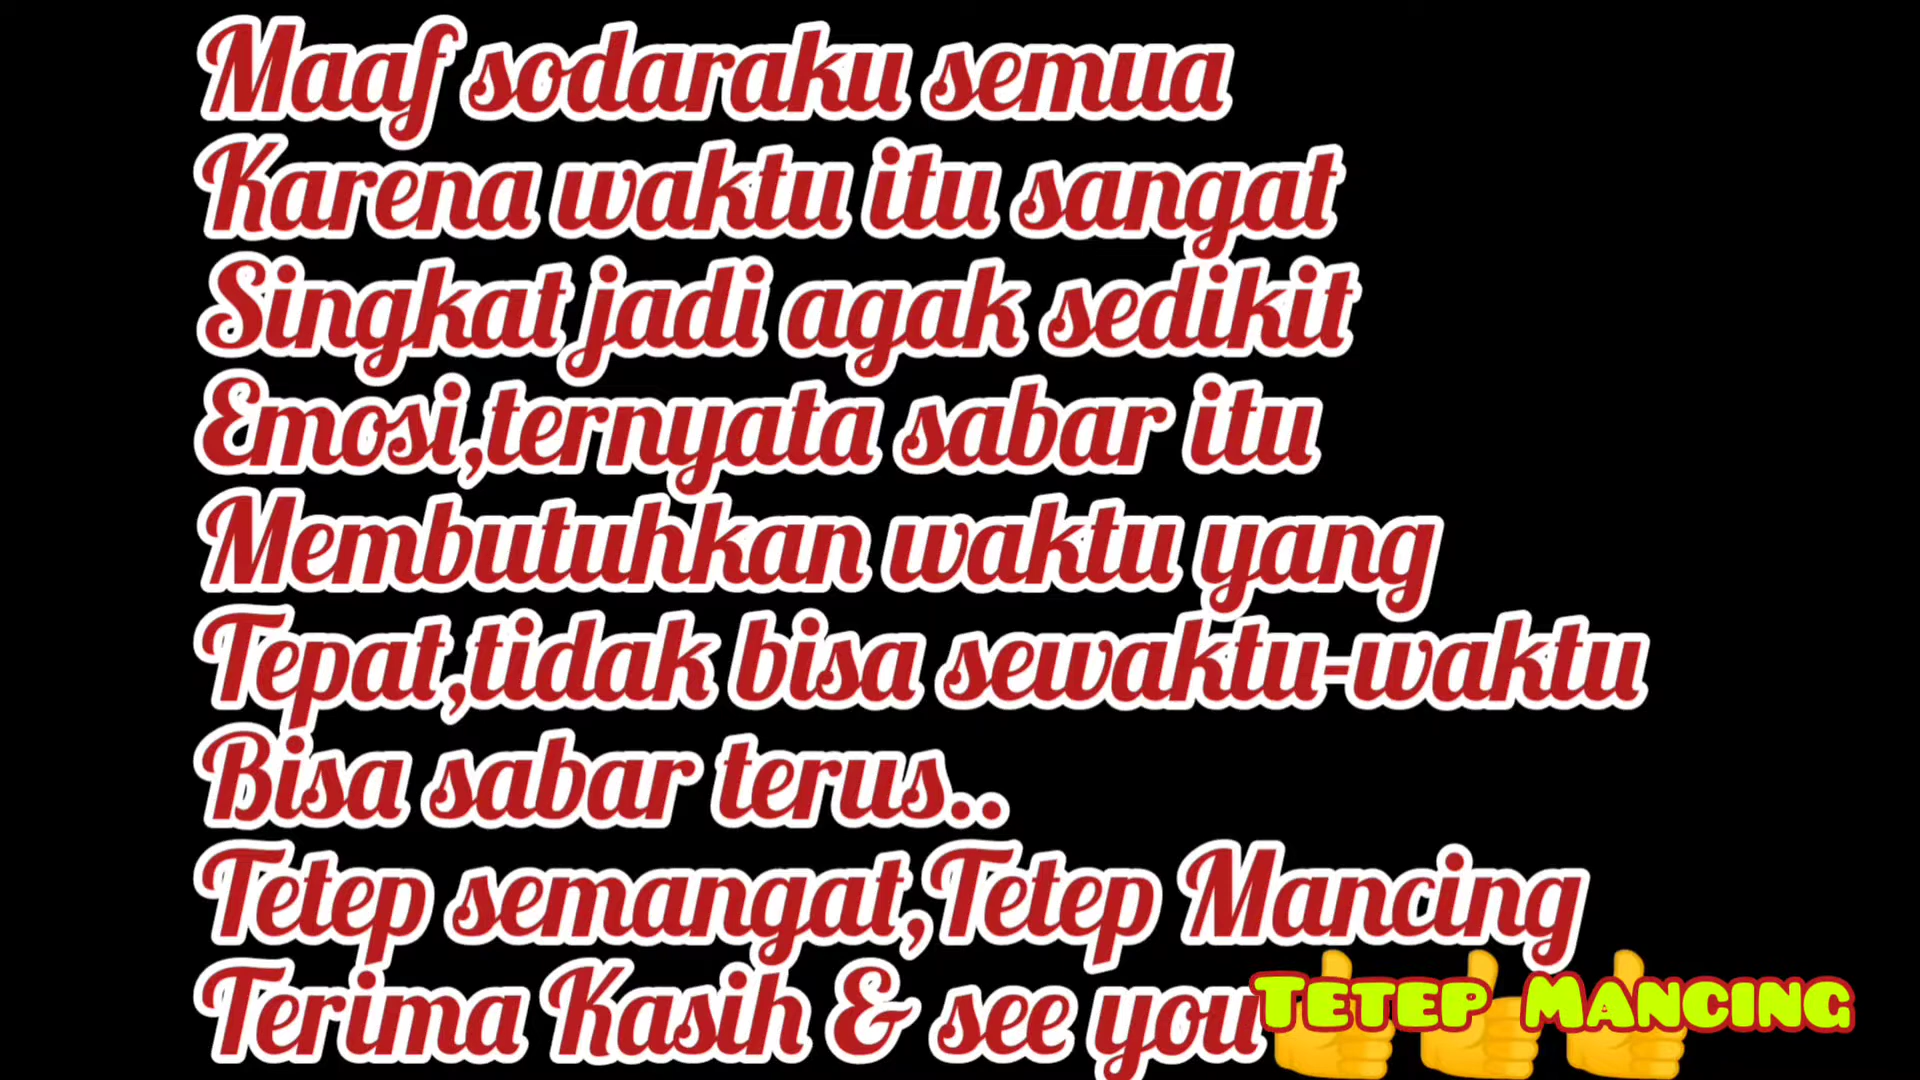 Maaf sodaraku semua
Karena waktu itu sangat
Singkat jadi agak sedikit
Emosi,ternyata sabar itu
Membutuhkan waktu yang
Tepat,tidak bisa sewaktu-waktu
Bisa sabar terus..
Tetep semangat,Tetep Mancing
Terima Kasih & see you👍👍👍
Tetep Mancing